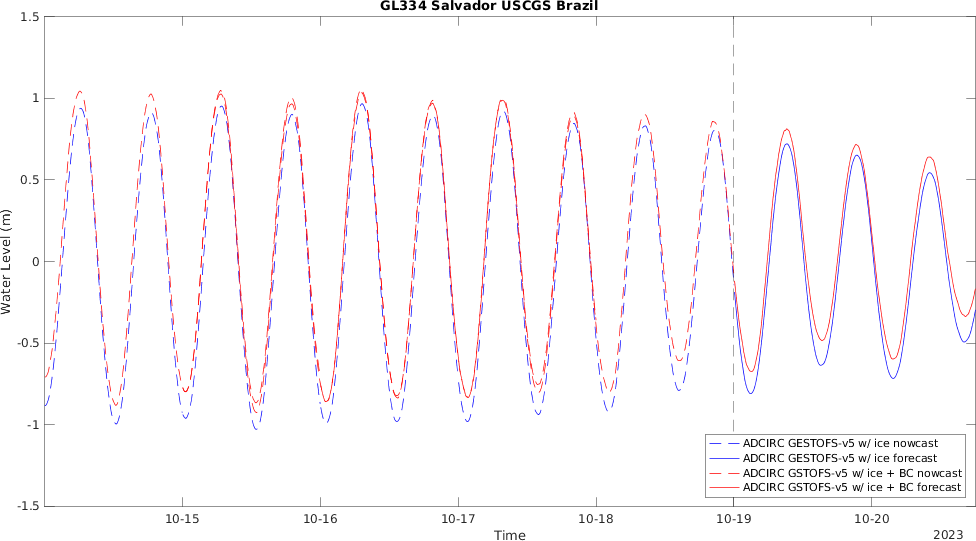 GL334 Salvador USCGS Brazil
1.5
1
0.5
0
-0.5
-1
-1.5
Water Level (m)
10-15
10-16
10-17
10-18
10-19
10-20
Time
2023
ADCIRC GESTOFS-v5 w/ ice nowcast
ADCIRC GESTOFS-v5 w/ ice forecast
ADCIRC GSTOFS-v5 w/ ice + BC nowcast
ADCIRC GSTOFS-v5 w/ ice + BC forecast